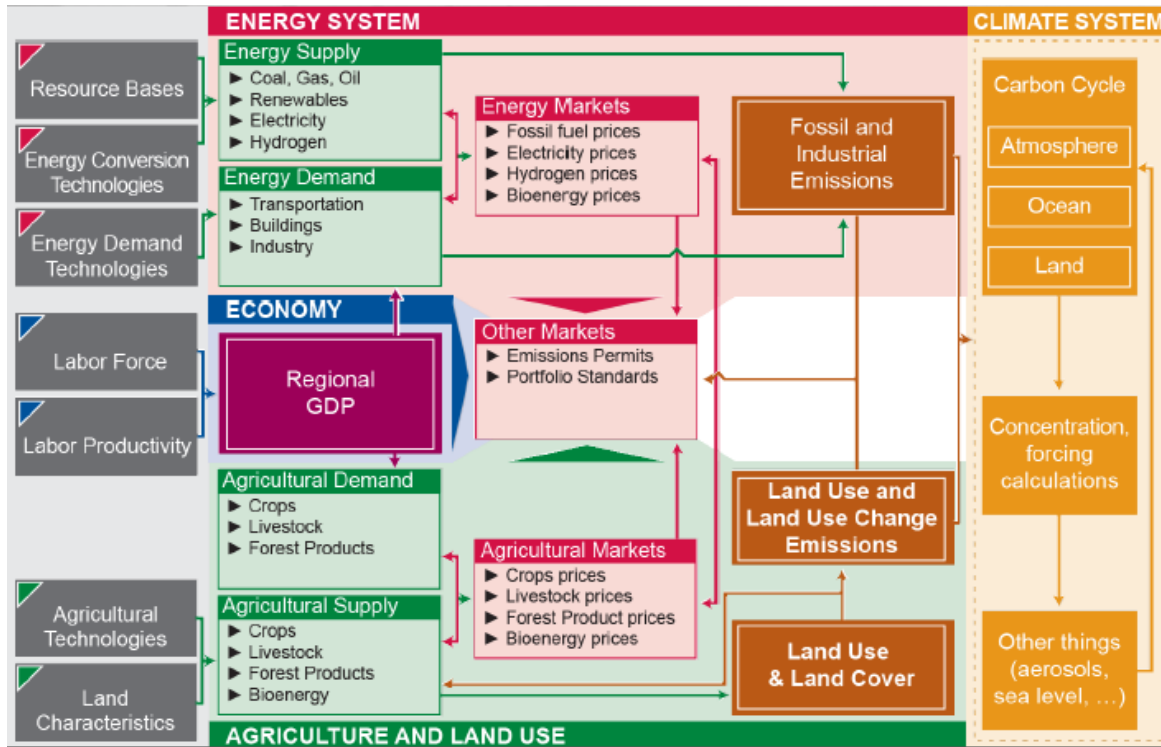 ENERGY SYSTEM
CLIMATE SYSTEM
Resource Bases
Energy Conversion
Technologies
Energy Demand
Technologies
Labor Force
Labor Productivity
Agricultural
Technologies
Land
Characteristics
Energy Supply
► Coal, Gas, Oil
► Renewables
► Electricity
► Hydrogen
Energy Demand
► Transportation
► Buildings
► Industry
Energy Markets
► Fossil fuel prices
► Electricity prices
► Hydrogen prices
► Bioenergy prices
Fossil and
Industrial
Emissions
ECONOMY
Regional
GDP
Other Markets
► Emissions Permits
► Portfolio Standards
Agricultural Demand
► Crops
► Livestock
► Forest Products
Agricultural Supply
► Crops
► Livestock
► Forest Products
► Bioenergy
Agricultural Markets
► Crops prices
► Livestock prices
► Forest Product prices
► Bioenergy prices
Land Use and
Land Use Change
Emissions
Land Use
& Land Cover
AGRICULTURE AND LAND USE
Carbon Cycle
Atmosphere
Ocean
Land
Concentration,
forcing
calculations
Other things
(aerosols,
sea level, …)